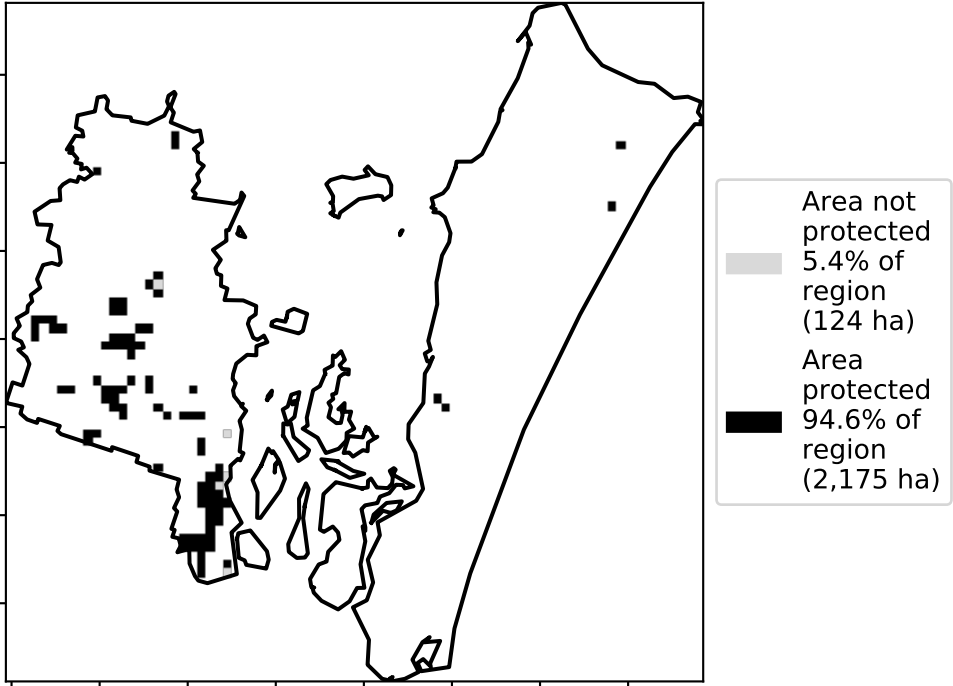 Area not
protected
5.4% of
region
(124 ha)
Area
protected
94.6% of
region
(2,175 ha)